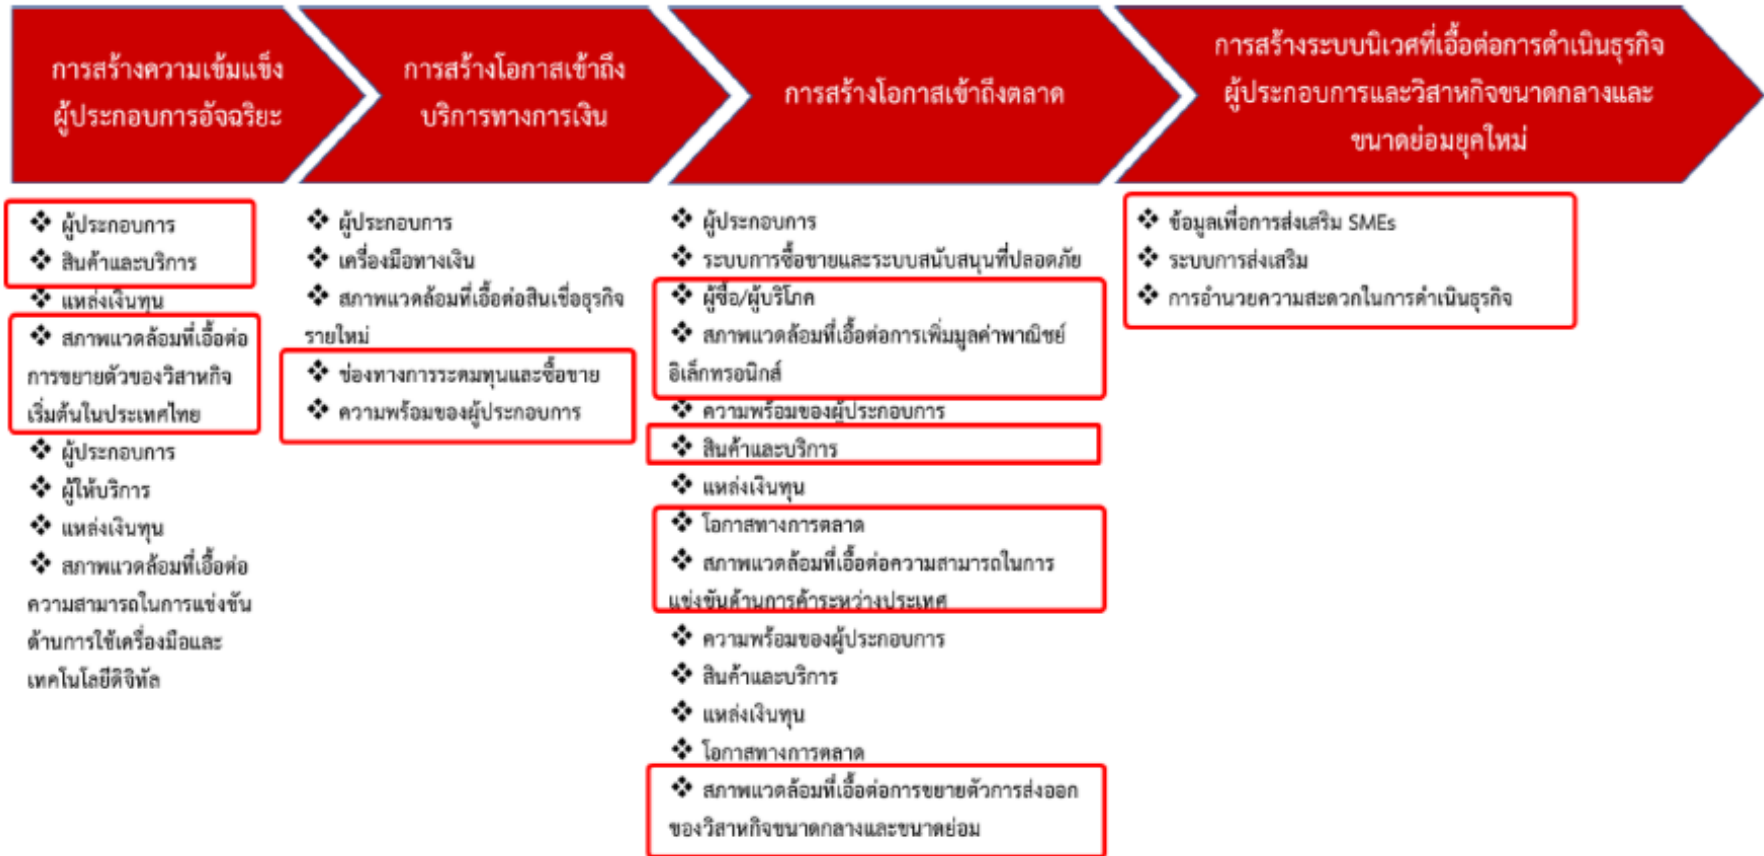 การสร้างความเข้มแข็ง
ผู้ประกอบการอัจฉริยะ
การสร้างโอกาสเข้าถึง
บริการทางการเงิน
การสร้างโอกาสเข้าถึงตลาด
การสร้างระบบนิเวศที่เอื้อต่อการดำเนินธุรกิจ
ผู้ประกอบการและวิสาหกิจขนาดกลางและ
ขนาดย่อมยุคใหม่
❖ ผู้ประกอบการ
❖ สินค้าและบริการ
❖ แหล่งเงินทุน
❖ สภาพแวดล้อมที่เอื้อต่อ
การขยายตัวของวิสาหกิจ
เริ่มต้นในประเทศไทย
❖ ผู้ประกอบการ
❖ ผู้ให้บริการ
❖ แหล่งเงินทุน
❖ สภาพแวดล้อมที่เอื้อต่อ
ความสามารถในการแข่งขัน
ด้านการใช้เครื่องมือและ
เทคโนโลยีดิจิทัล
❖ ผู้ประกอบการ
❖ เครื่องมือทางเงิน
❖ สภาพแวดล้อมที่เอื้อต่อสินเชื่อธุรกิจ
รายใหม่
❖ ช่องทางการระดมทุนและซื้อขาย
❖ ความพร้อมของผู้ประกอบการ
❖ ผู้ประกอบการ
❖ ระบบการซื้อขายและระบบสนับสนุนที่ปลอดภัย
❖ ผู้ซื้อ/ผู้บริโภค
❖ สภาพแวดล้อมที่เอื้อต่อการเพิ่มมูลค่าพาณิชย์
อิเล็กทรอนิกส์
❖ ความพร้อมของผู้ประกอบการ
❖ สินค้าและบริการ
❖ แหล่งเงินทุน
❖ โอกาสทางการตลาด
❖ สภาพแวดล้อมที่เอื้อต่อความสามารถในการ
แข่งขันด้านการค้าระหว่างประเทศ
❖ ความพร้อมของผู้ประกอบการ
❖ สินค้าและบริการ
❖ แหล่งเงินทุน
❖ โอกาสทางการตลาด
❖ สภาพแวดล้อมที่เอื้อต่อการขยายตัวการส่งออก
ของวิสาหกิจขนาดกลางและขนาดย่อม
❖ ข้อมูลเพื่อการส่งเสริม SMEs
❖ ระบบการส่งเสริม
❖ การอำนวยความสะดวกในการดำเนินธุรกิจ